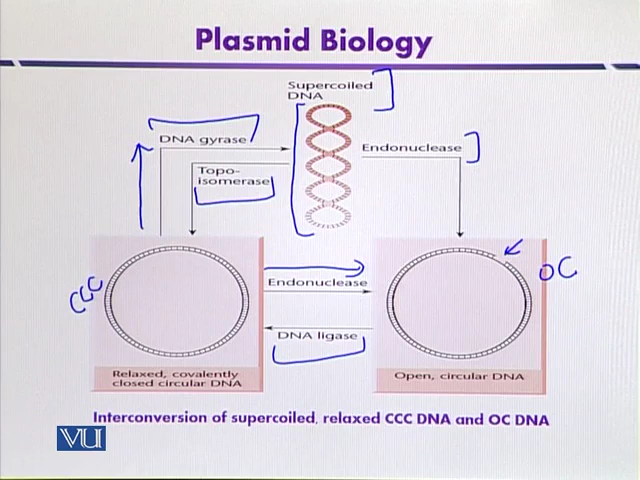 Plasmid Biology
Supercoiled
DNA
DNA gyrase
Endonuclease
Topo-
isomerase
CCC
OC
Endonuclease
DNA ligase
Relaxed, covalently
closed circular DNA
Open, circular DNA
Interconversion of supercoiled, relaxed CCC DNA and OC DNA
VU